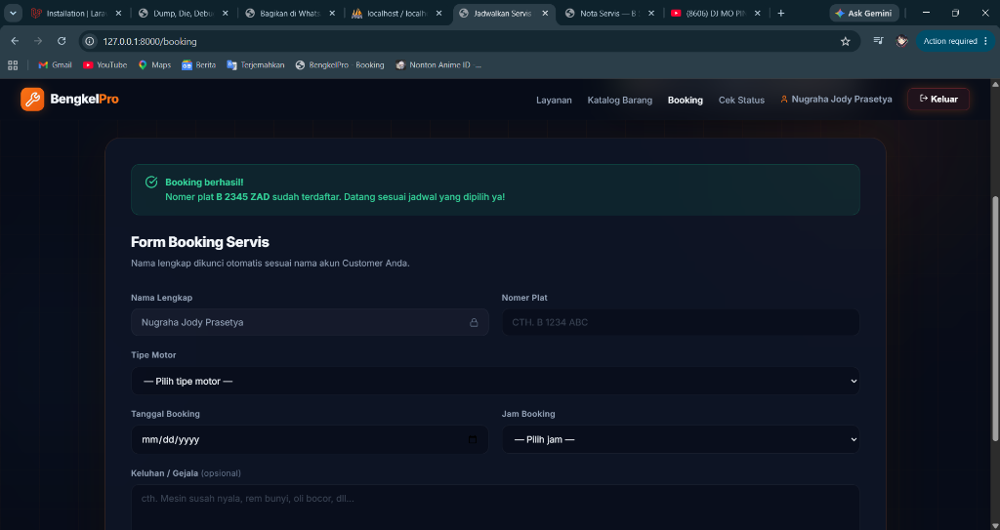 Installation | Lara
Dump, Die, Debu
Bagikan di Whats
localhost / localh
Jadwalkan Servis
Nota Servis — B
(8606) DJ MO PI
Ask Gemini
127.0.0.1:8000/booking
Action required
Gmail
YouTube
Maps
Berita
Terjemahkan
BengkelPro - Booking
Nonton Anime ID ...
BengkelPro
Layanan
Katalog Barang
Booking
Cek Status
Nugraha Jody Prasetya
Keluar
Booking berhasil!
Nomer plat B 2345 ZAD sudah terdaftar. Datang sesuai jadwal yang dipilih ya!
Form Booking Servis
Nama lengkap dikunci otomatis sesuai nama akun Customer Anda.
Nama Lengkap
Nomer Plat
Nugraha Jody Prasetya
CTH. B 1234 ABC
Tipe Motor
— Pilih tipe motor —
Tanggal Booking
Jam Booking
mm/dd/yyyy
— Pilih jam —
Keluhan / Gejala (opsional)
cth. Mesin susah nyala, rem bunyi, oli bocor, dll...